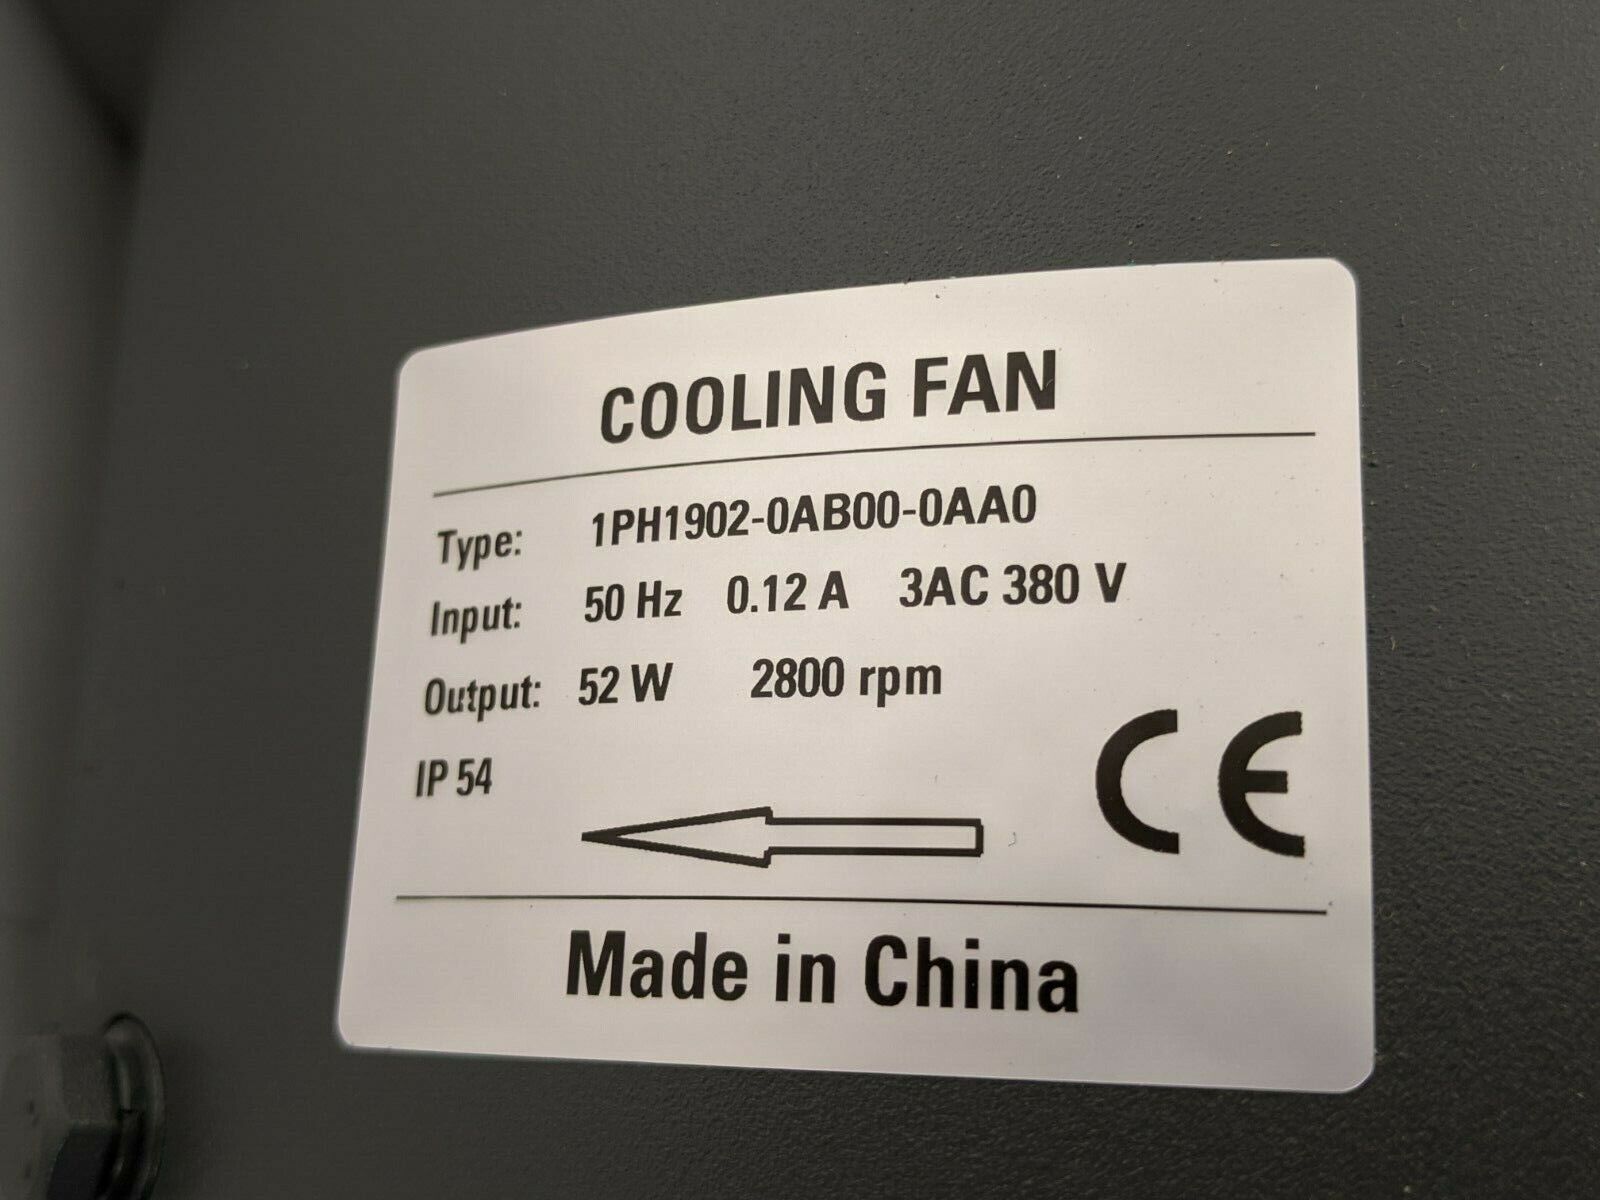 COOLING FAN
Type: 1PH1902-0AB00-0AA0
Input: 50 Hz 0.12 A 3AC 380 V
Output: 52 W 2800 rpm
IP 54
CE
Made in China